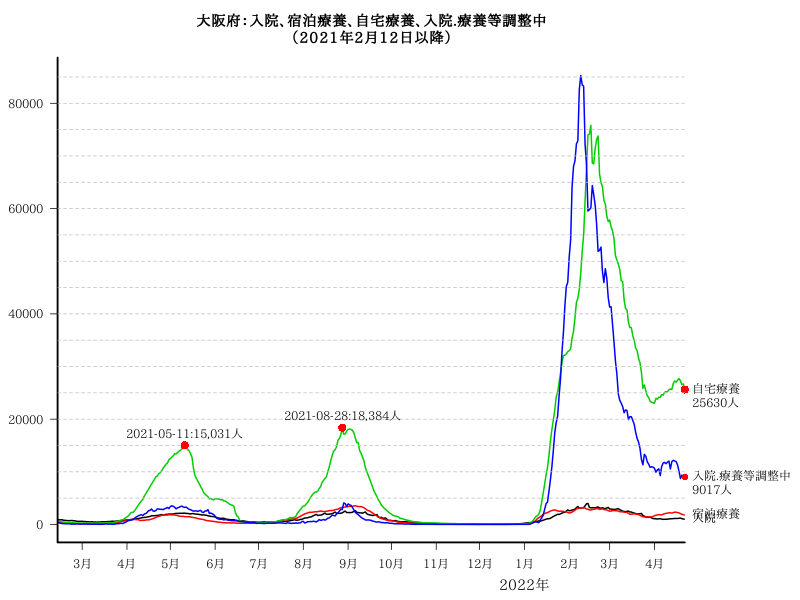 大阪府：入院、宿泊療養、自宅療養、入院.療養等調整中
（2021年2月12日以降）
80000
60000
40000
20000
0
2021-05-11:15,031人
2021-08-28:18,384人
自宅療養
25630人
入院.療養等調整中
9017人
宿泊療養
入院
3月 4月 5月 6月 7月 8月 9月 10月 11月 12月 1月 2月 3月 4月
2022年